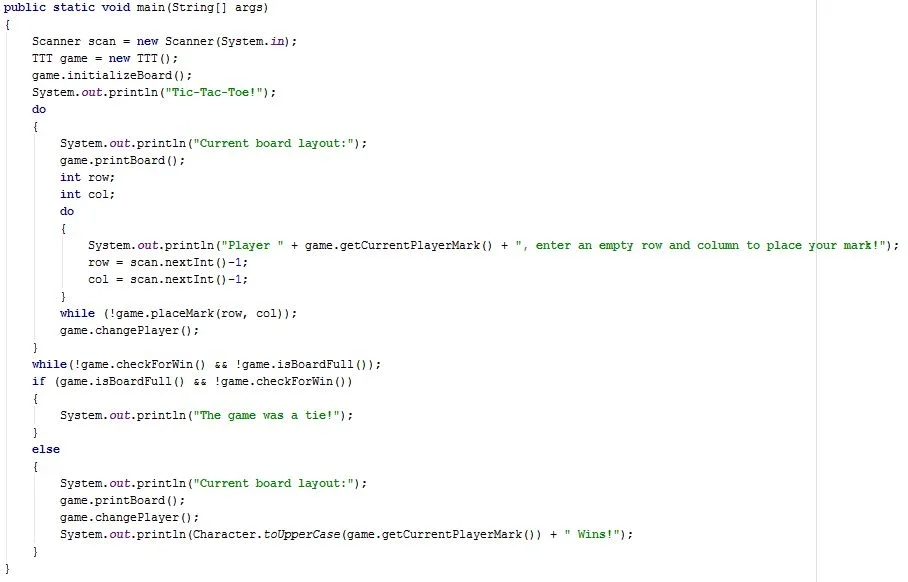 public static void main(String[] args)
{
    Scanner scan = new Scanner(System.in);
    TTT game = new TTT();
    game.initializeBoard();
    System.out.println("Tic-Tac-Toe!");
    do
    {
        System.out.println("Current board layout:");
        game.printBoard();
        int row;
        int col;
        do
        {
            System.out.println("Player " + game.getCurrentPlayerMark() + ", enter an empty row and column to place your mark!");
            row = scan.nextInt()-1;
            col = scan.nextInt()-1;
        }
        while (!game.placeMark(row, col));
        game.changePlayer();
    }
    while(!game.checkForWin() && !game.isBoardFull());
    if (game.isBoardFull() && !game.checkForWin())
    {
        System.out.println("The game was a tie!");
    }
    else
    {
        System.out.println("Current board layout:");
        game.printBoard();
        game.changePlayer();
        System.out.println(Character.toUpperCase(game.getCurrentPlayerMark()) + " Wins!");
    }
}